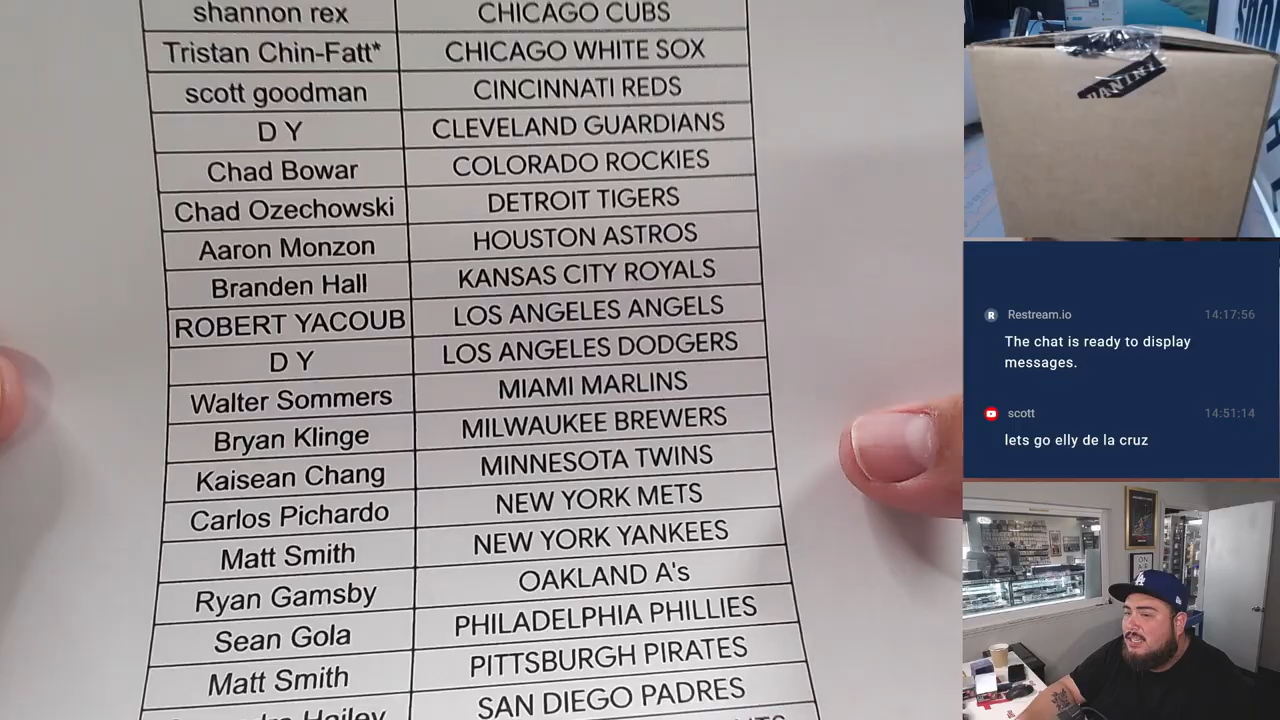 shannon rex CHICAGO CUBS
Tristan Chin-Fatt* CHICAGO WHITE SOX
scott goodman CINCINNATI REDS
D Y CLEVELAND GUARDIANS
Chad Bowar COLORADO ROCKIES
Chad Ozechowski DETROIT TIGERS
Aaron Monzon HOUSTON ASTROS
Branden Hall KANSAS CITY ROYALS
ROBERT YACOUB LOS ANGELES ANGELS
D Y LOS ANGELES DODGERS
Walter Sommers MIAMI MARLINS
Bryan Klinge MILWAUKEE BREWERS
Kaisean Chang MINNESOTA TWINS
Carlos Pichardo NEW YORK METS
Matt Smith NEW YORK YANKEES
Ryan Gamsby OAKLAND A's
Sean Gola PHILADELPHIA PHILLIES
Matt Smith PITTSBURGH PIRATES
Hailey SAN DIEGO PADRES
PANINI
R Restream.io 14:17:56
The chat is ready to display
messages.
scott 14:51:14
lets go elly de la cruz
LA